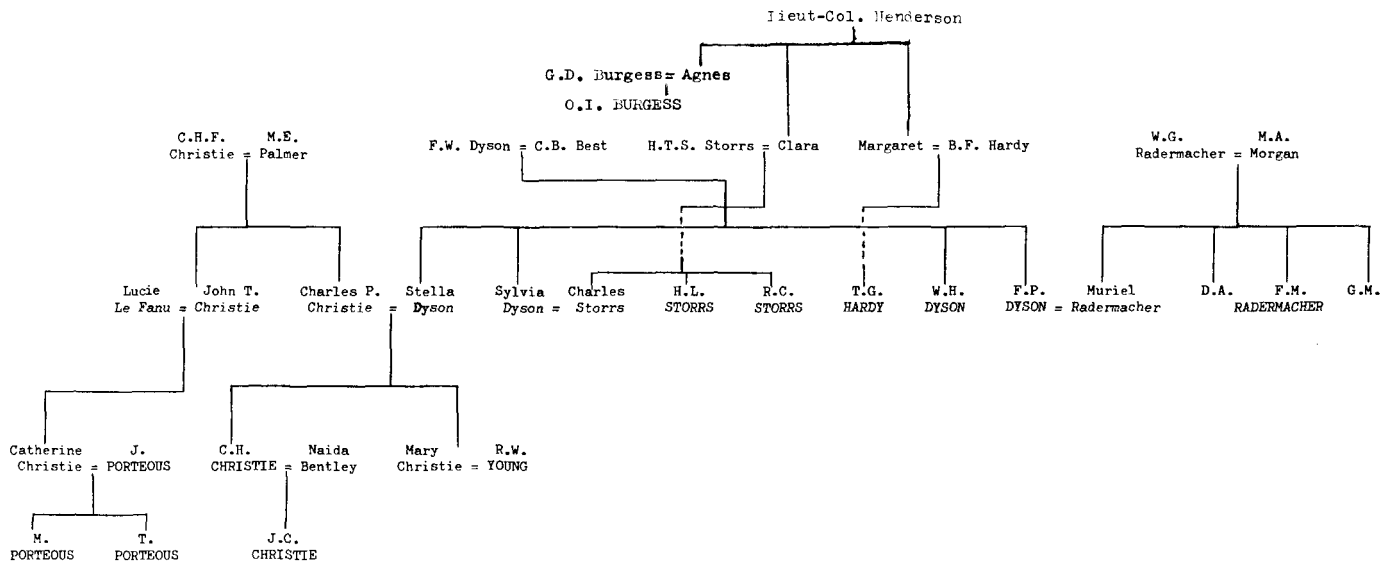 Lieut-Col. Henderson
G.D. Burgess = Agnes
O.I. BURGESS
C.H.F. M.E.
Christie = Palmer
F.W. Dyson = C.B. Best H.T.S. Storrs = Clara Margaret = B.F. Hardy
W.G. M.A.
Radermacher = Morgan
Lucie John T. Charles P. Stella Sylvia Charles H.L. R.C. T.G. W.H. F.P. Muriel D.A. F.M. G.M.
Le Fanu = Christie Christie = Dyson Dyson = Storrs STORRS STORRS HARDY DYSON DYSON = Radermacher RADERMACHER
Catherine J. C.H. Naida Mary R.W.
Christie = PORTEOUS CHRISTIE = Bentley Christie = YOUNG
M. T. J.C.
PORTEOUS PORTEOUS CHRISTIE